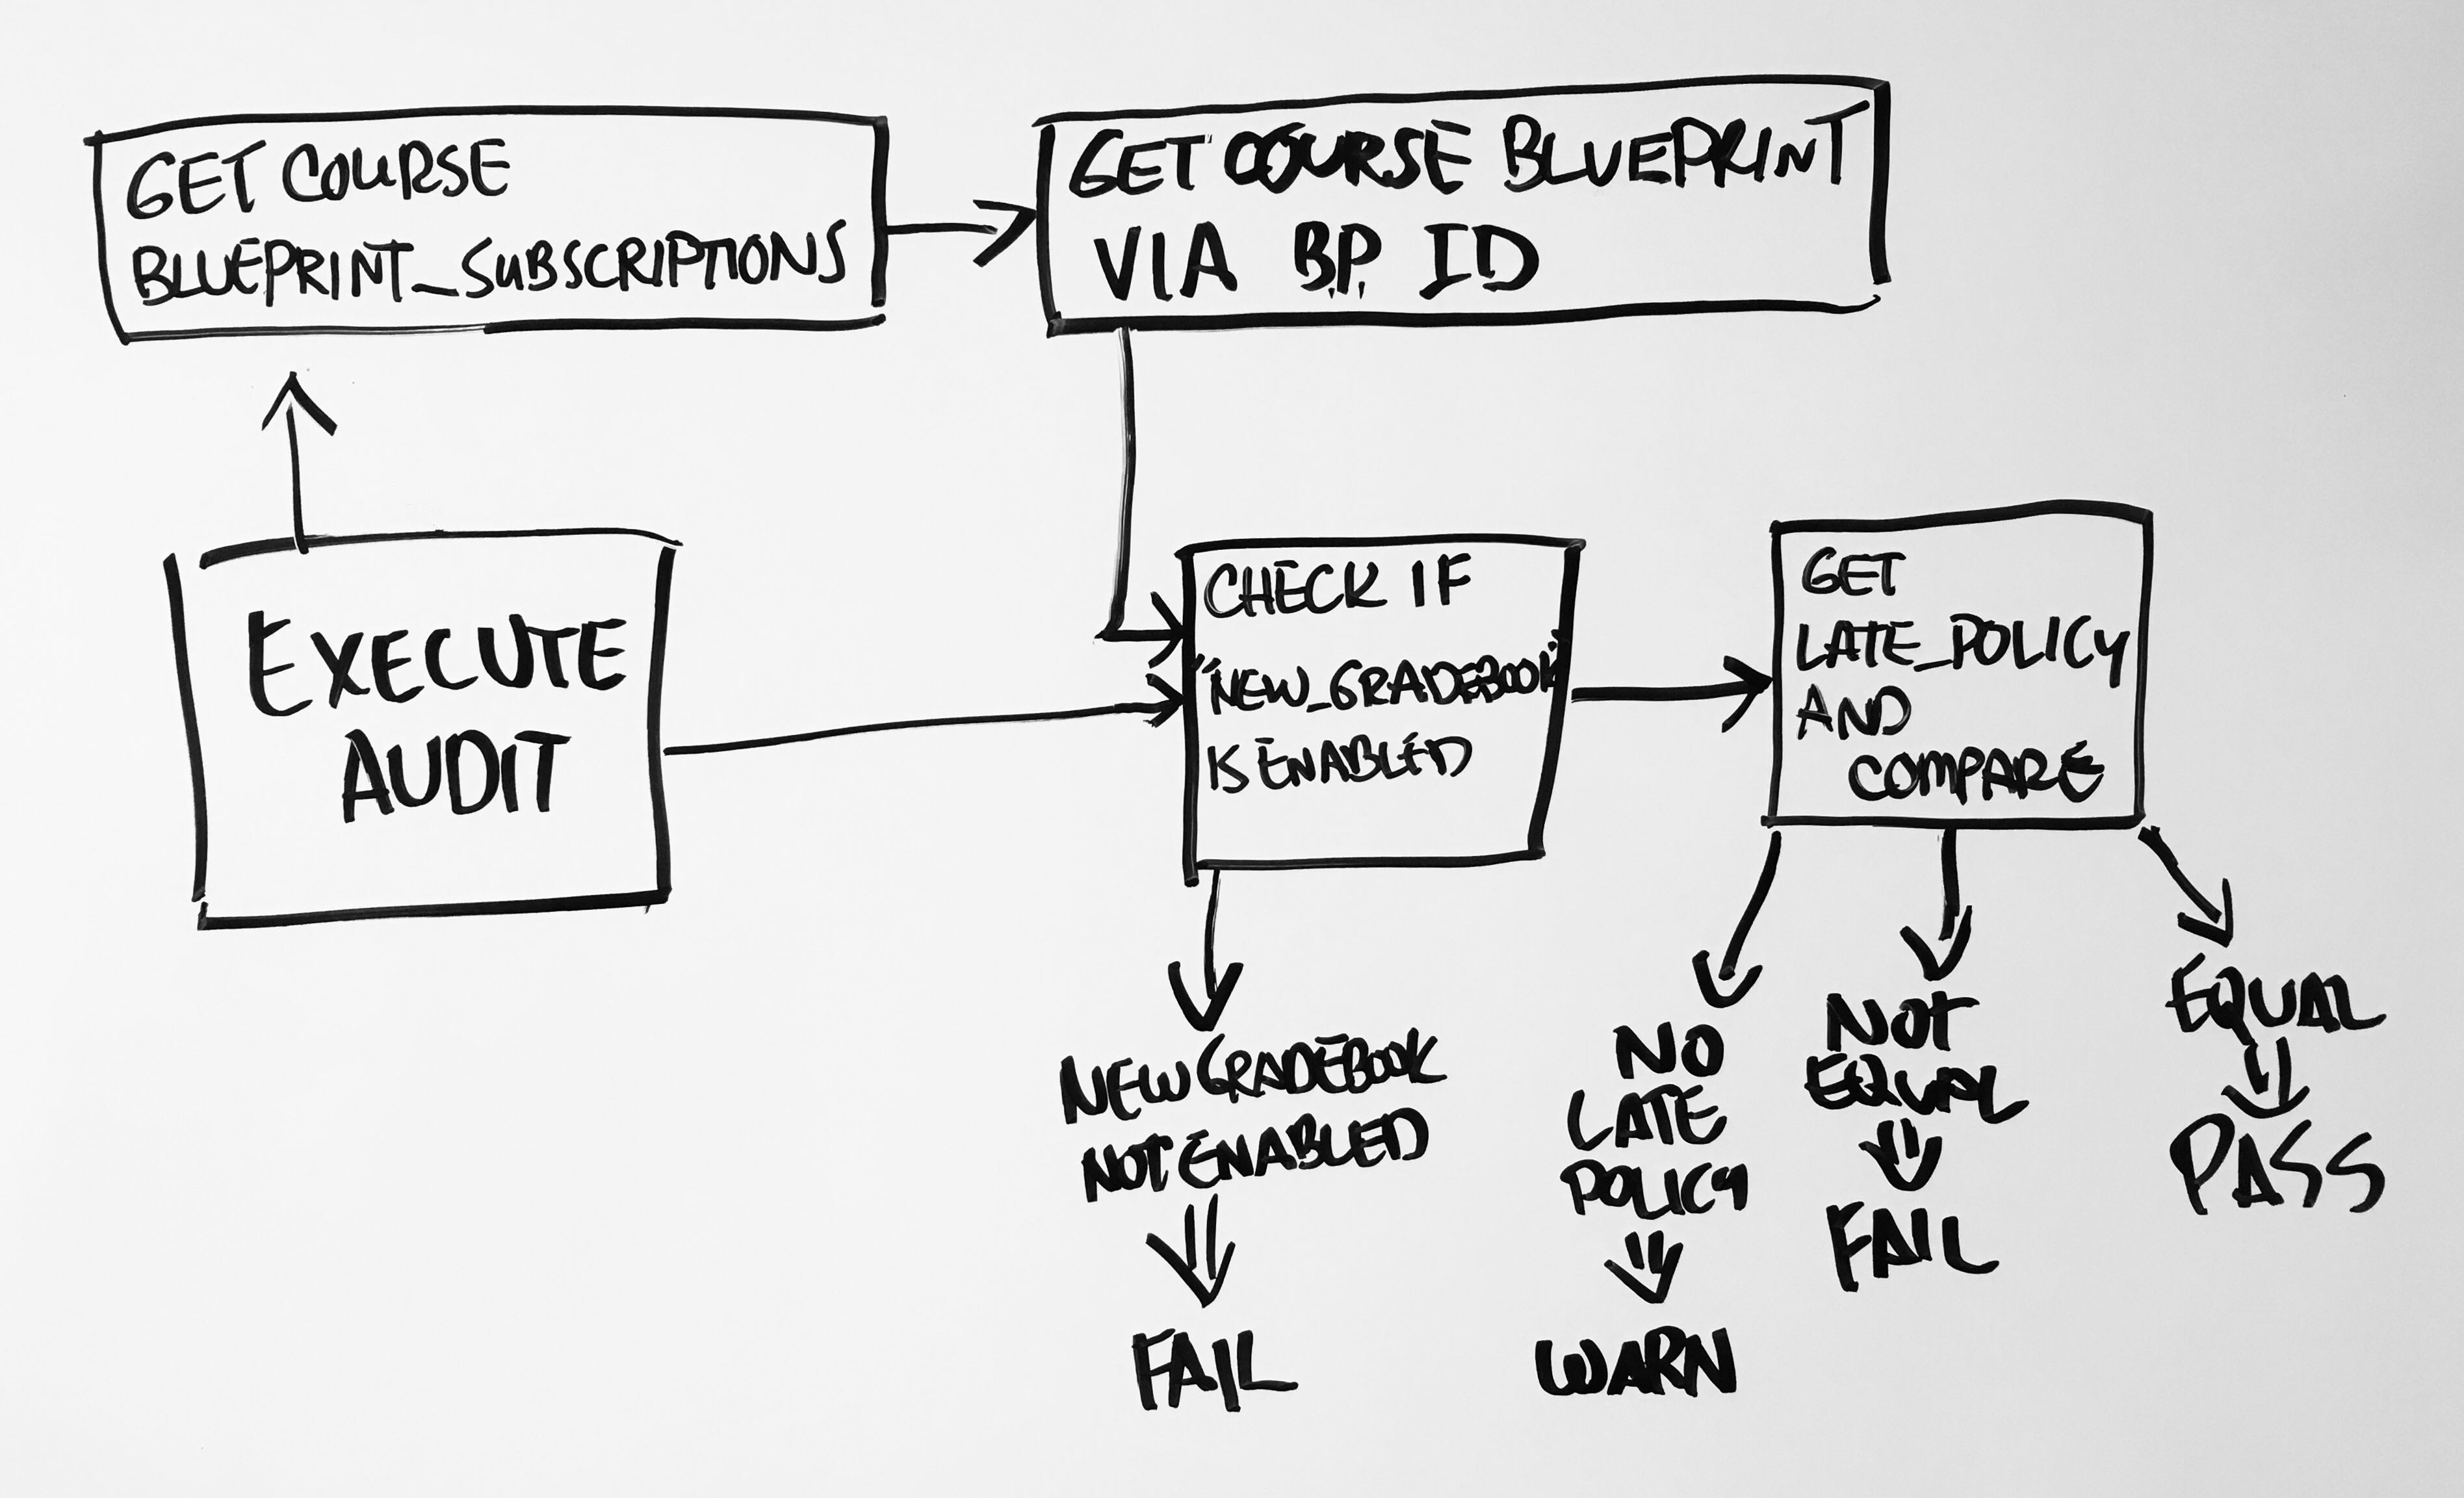 GET COURSE
BLUEPRINT_SUBSCRIPTIONS
GET COURSE BLUEPRINT
VIA B.P. ID
EXECUTE
AUDIT
CHECK IF
"NEW_GRADEBOOK"
IS ENABLED
GET
LATE_POLICY
AND
COMPARE
NEW GRADEBOOK
NOT ENABLED
FAIL
NO
LATE
POLICY
WARN
NOT
EQUAL
FAIL
EQUAL
PASS